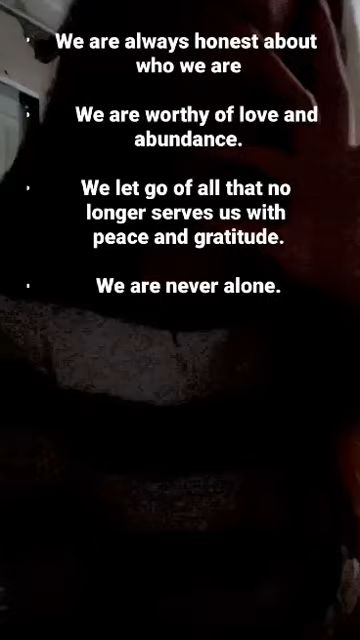 · We are always honest about
who we are
· We are worthy of love and
abundance.
· We let go of all that no
longer serves us with
peace and gratitude.
· We are never alone.